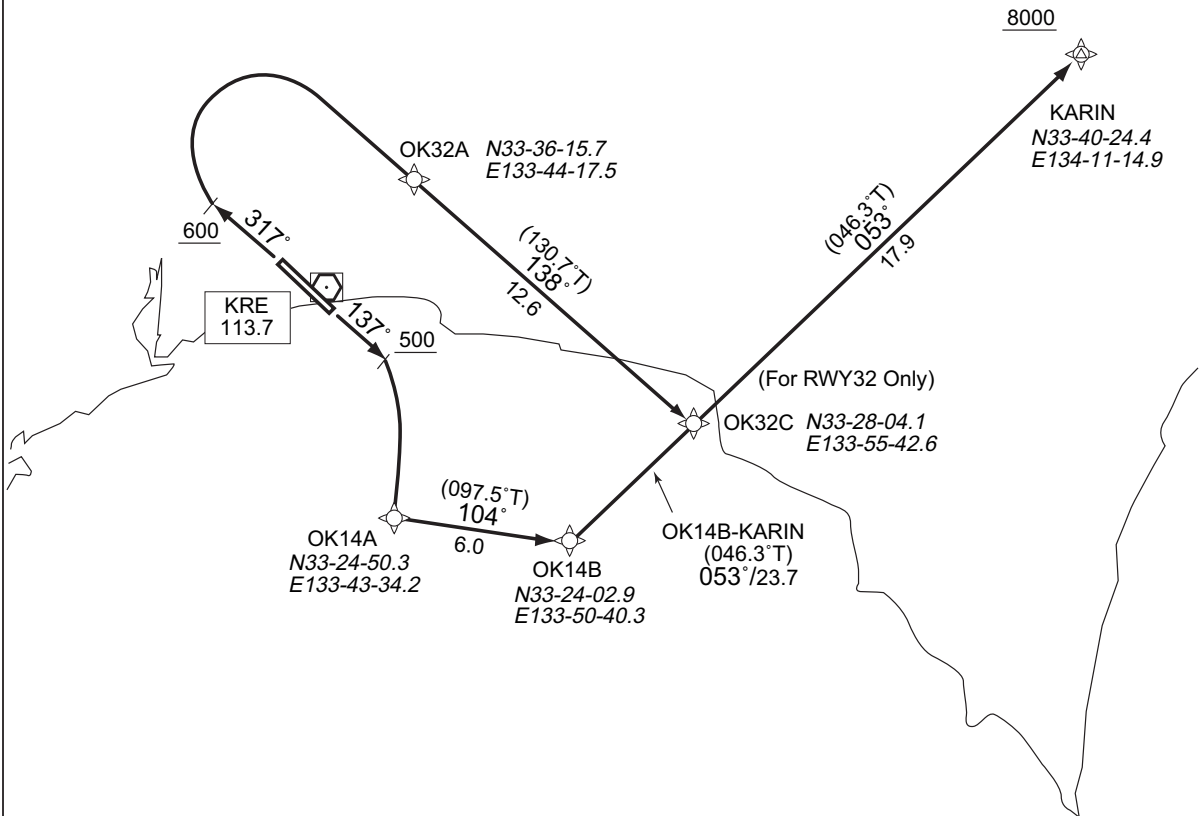 8000
KARIN
N33-40-24.4
E134-11-14.9
OK32A
N33-36-15.7
E133-44-17.5
(046.3°T)
053°
17.9
600
317°
(130.7°T)
138°
12.6
KRE
113.7
137°
500
(For RWY32 Only)
OK32C
N33-28-04.1
E133-55-42.6
(097.5°T)
104°
6.0
OK14A
N33-24-50.3
E133-43-34.2
OK14B
N33-24-02.9
E133-50-40.3
OK14B-KARIN
(046.3°T)
053°/23.7